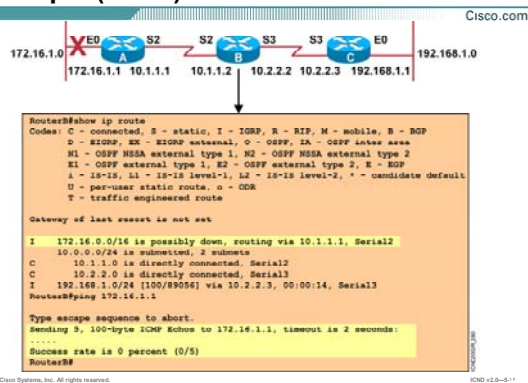 Cisco.com
E0 S2 S2 S3 S3 E0
172.16.1.0 A B C 192.168.1.0
172.16.1.1 10.1.1.1 10.1.1.2 10.2.2.2 10.2.2.3 192.168.1.1
RouterB#show ip route
Codes: C - connected, S - static, I - IGRP, R - RIP, M - mobile, B - BGP
D - EIGRP, EX - EIGRP external, O - OSPF, IA - OSPF inter area
N1 - OSPF NSSA external type 1, N2 - OSPF NSSA external type 2
E1 - OSPF external type 1, E2 - OSPF external type 2, E - EGP
i - IS-IS, L1 - IS-IS level-1, L2 - IS-IS level-2, * - candidate default
U - per-user static route, o - ODR
T - traffic engineered route
Gateway of last resort is not set
I 172.16.0.0/16 is possibly down, routing via 10.1.1.1, Serial2
10.0.0.0/24 is subnetted, 2 subnets
C 10.1.1.0 is directly connected, Serial2
C 10.2.2.0 is directly connected, Serial3
I 192.168.1.0/24 [100/89056] via 10.2.2.3, 00:00:14, Serial3
RouterB#ping 172.16.1.1
Type escape sequence to abort.
Sending 5, 100-byte ICMP Echos to 172.16.1.1, timeout is 2 seconds:
.....
Success rate is 0 percent (0/5)
RouterB#
Cisco Systems, Inc. All rights reserved.